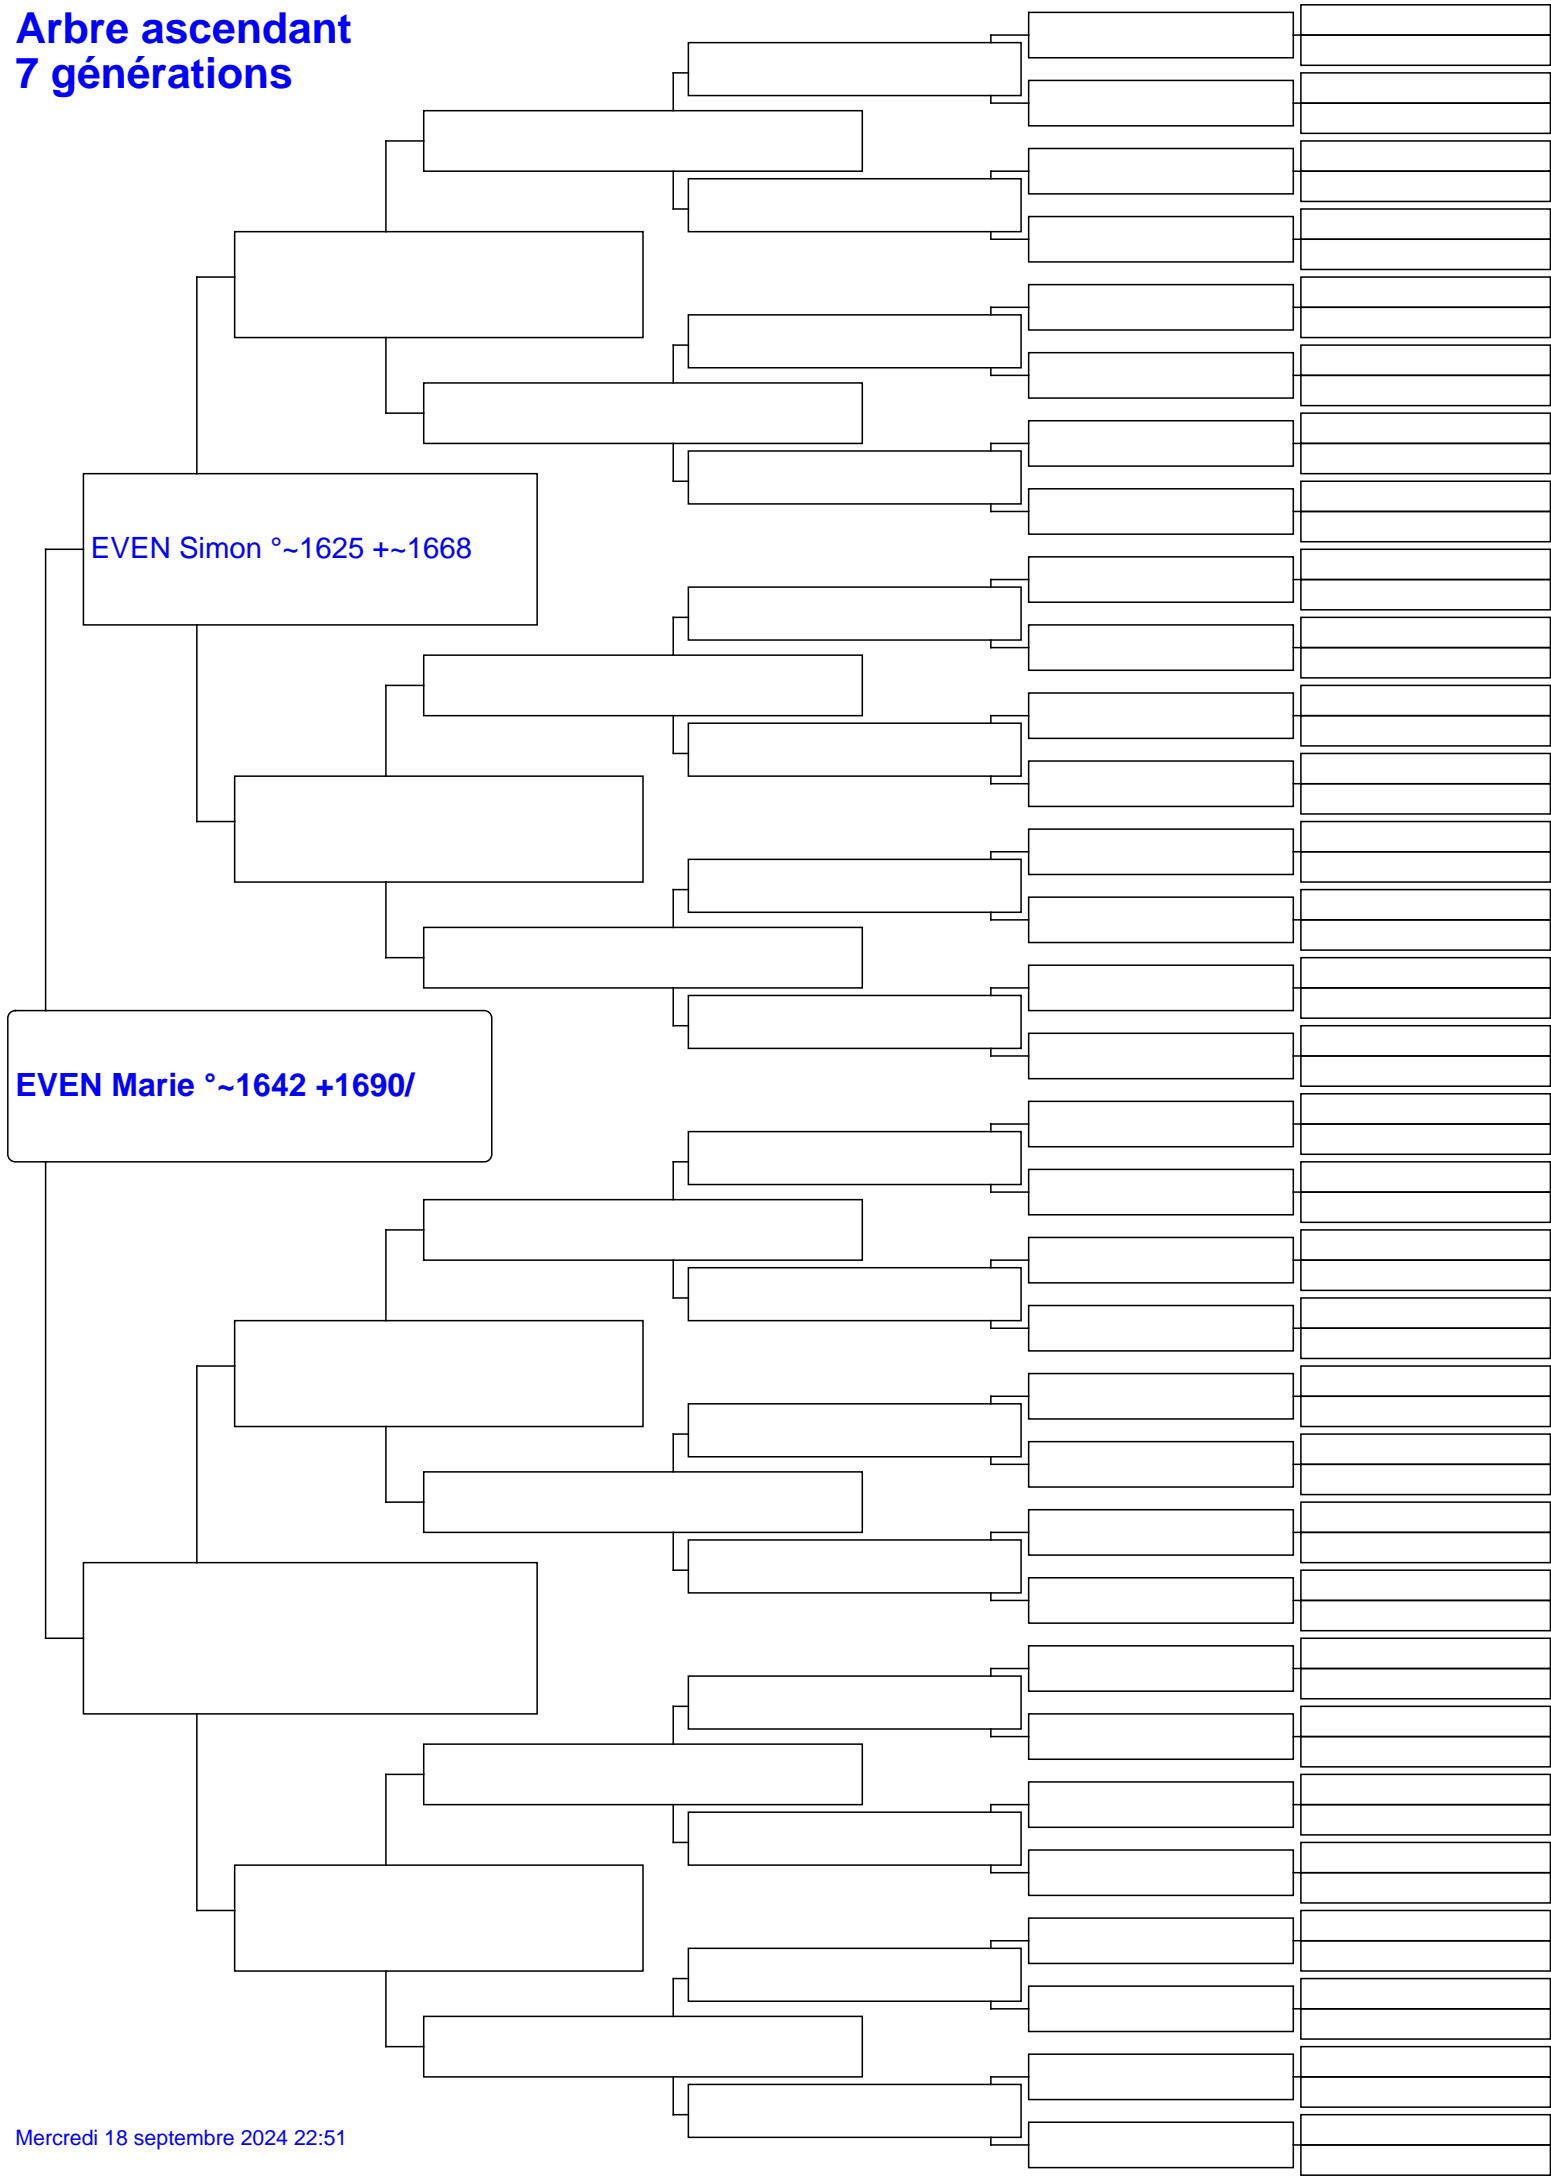 Arbre ascendant
7 générations
EVEN Simon °~1625 +~1668
EVEN Marie °~1642 +1690/
Mercredi 18 septembre 2024 22:51